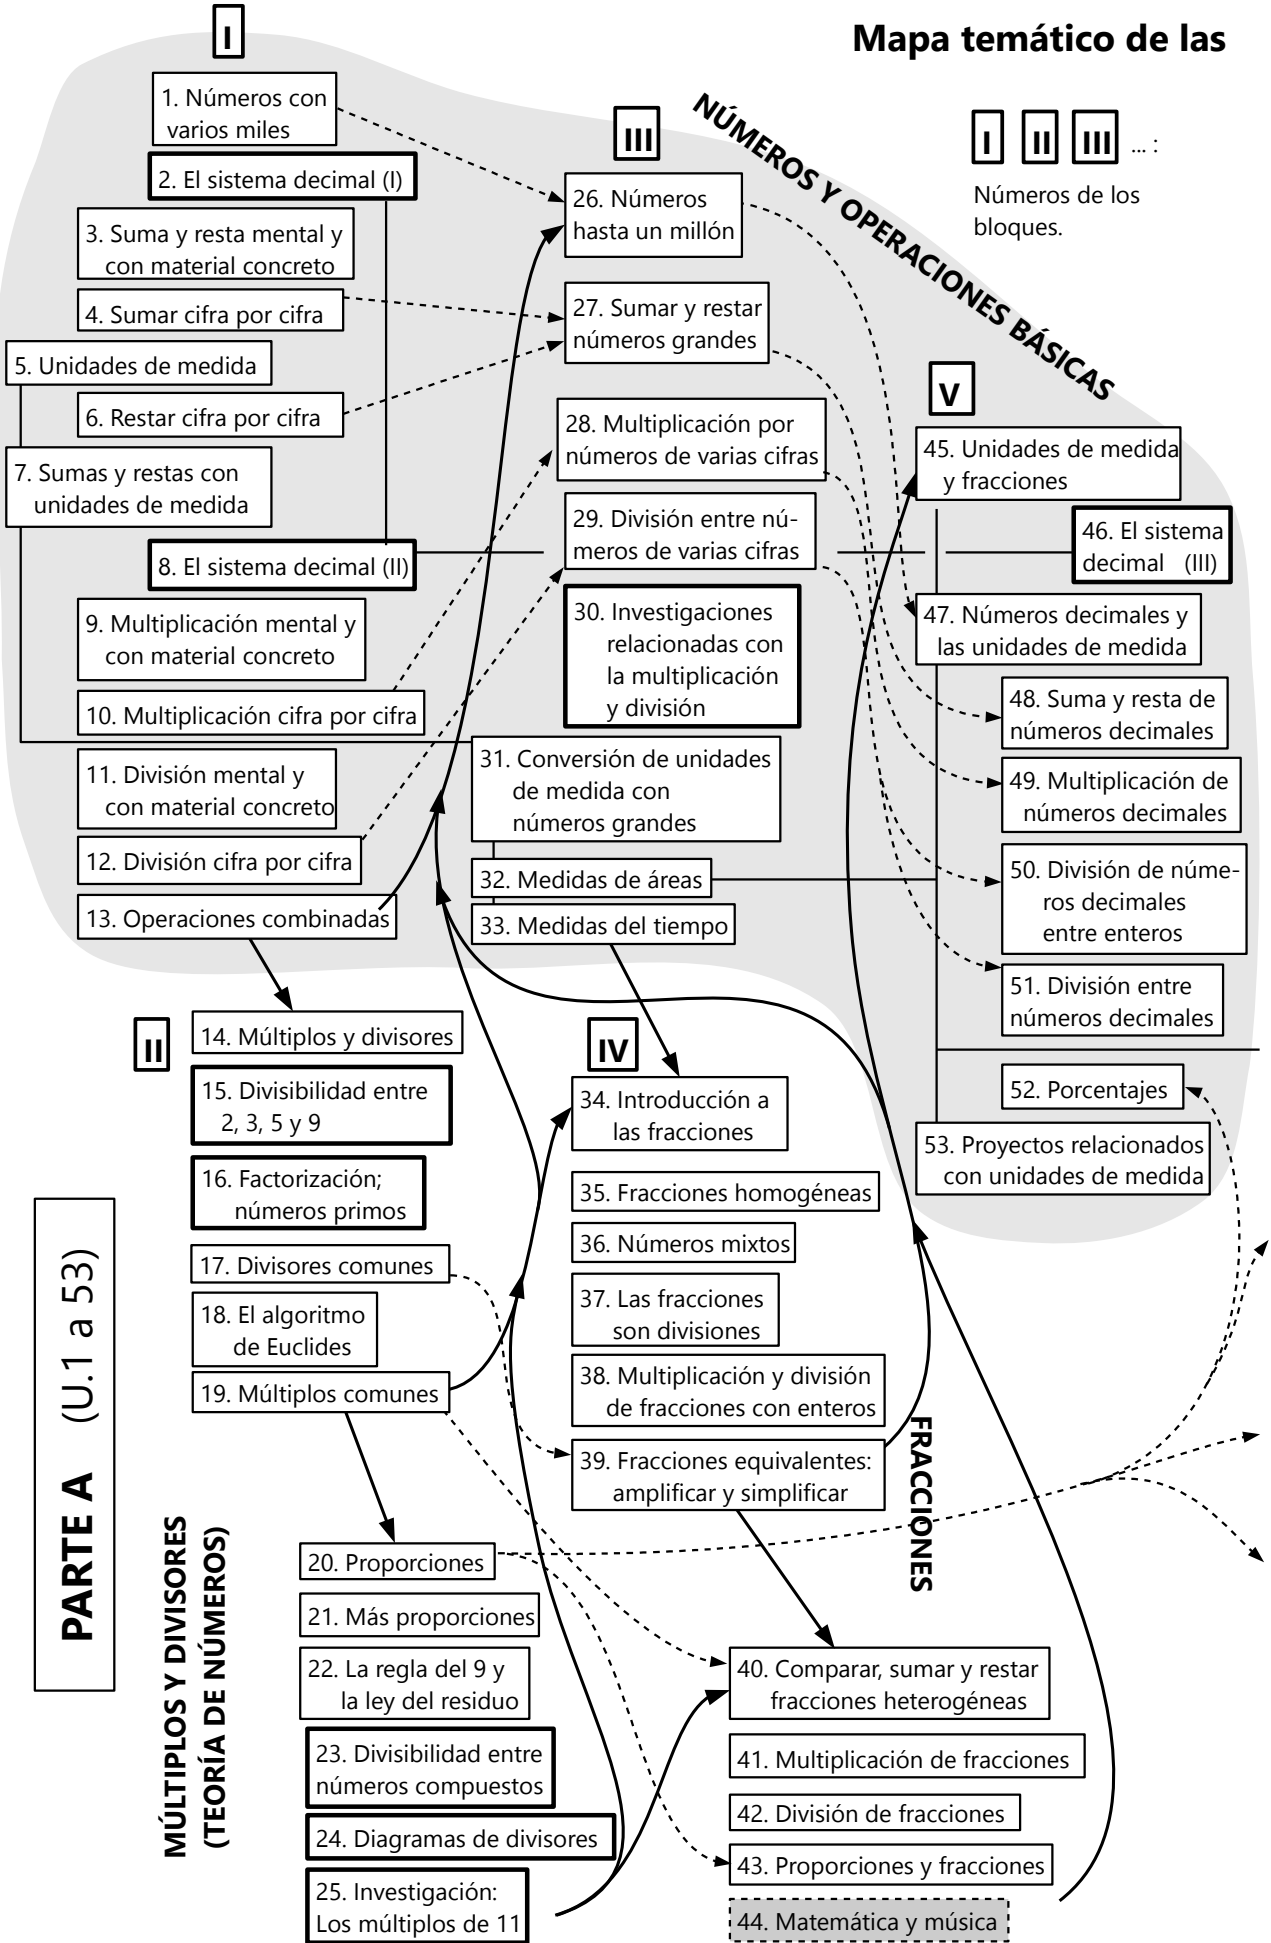 Mapa temático de las
I
1. Números con
varios miles
2. El sistema decimal (I)
3. Suma y resta mental y
con material concreto
4. Sumar cifra por cifra
5. Unidades de medida
6. Restar cifra por cifra
7. Sumas y restas con
unidades de medida
8. El sistema decimal (II)
9. Multiplicación mental y
con material concreto
10. Multiplicación cifra por cifra
11. División mental y
con material concreto
12. División cifra por cifra
13. Operaciones combinadas
III
26. Números
hasta un millón
27. Sumar y restar
números grandes
28. Multiplicación por
números de varias cifras
29. División entre nú-
meros de varias cifras
30. Investigaciones
relacionadas con
la multiplicación
y división
31. Conversión de unidades
de medida con
números grandes
32. Medidas de áreas
33. Medidas del tiempo
NÚMEROS Y OPERACIONES BÁSICAS
I II III ... :
Números de los
bloques.
V
45. Unidades de medida
y fracciones
46. El sistema
decimal (III)
47. Números decimales y
las unidades de medida
48. Suma y resta de
números decimales
49. Multiplicación de
números decimales
50. División de núme-
ros decimales
entre enteros
51. División entre
números decimales
52. Porcentajes
53. Proyectos relacionados
con unidades de medida
II
14. Múltiplos y divisores
15. Divisibilidad entre
2, 3, 5 y 9
16. Factorización;
números primos
17. Divisores comunes
18. El algoritmo
de Euclides
19. Múltiplos comunes
20. Proporciones
21. Más proporciones
22. La regla del 9 y
la ley del residuo
23. Divisibilidad entre
números compuestos
24. Diagramas de divisores
25. Investigación:
Los múltiplos de 11
MÚLTIPLOS Y DIVISORES
(TEORÍA DE NÚMEROS)
PARTE A (U.1 a 53)
IV
34. Introducción a
las fracciones
35. Fracciones homogéneas
36. Números mixtos
37. Las fracciones
son divisiones
38. Multiplicación y división
de fracciones con enteros
39. Fracciones equivalentes:
amplificar y simplificar
FRACCIONES
40. Comparar, sumar y restar
fracciones heterogéneas
41. Multiplicación de fracciones
42. División de fracciones
43. Proporciones y fracciones
44. Matemática y música